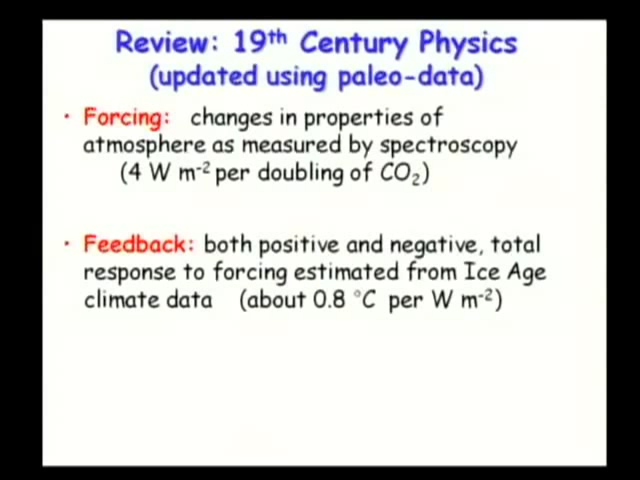 Review: 19th Century Physics
(updated using paleo-data)
• Forcing: changes in properties of
atmosphere as measured by spectroscopy
(4 W m-2 per doubling of CO2)
• Feedback: both positive and negative, total
response to forcing estimated from Ice Age
climate data (about 0.8 °C per W m-2)